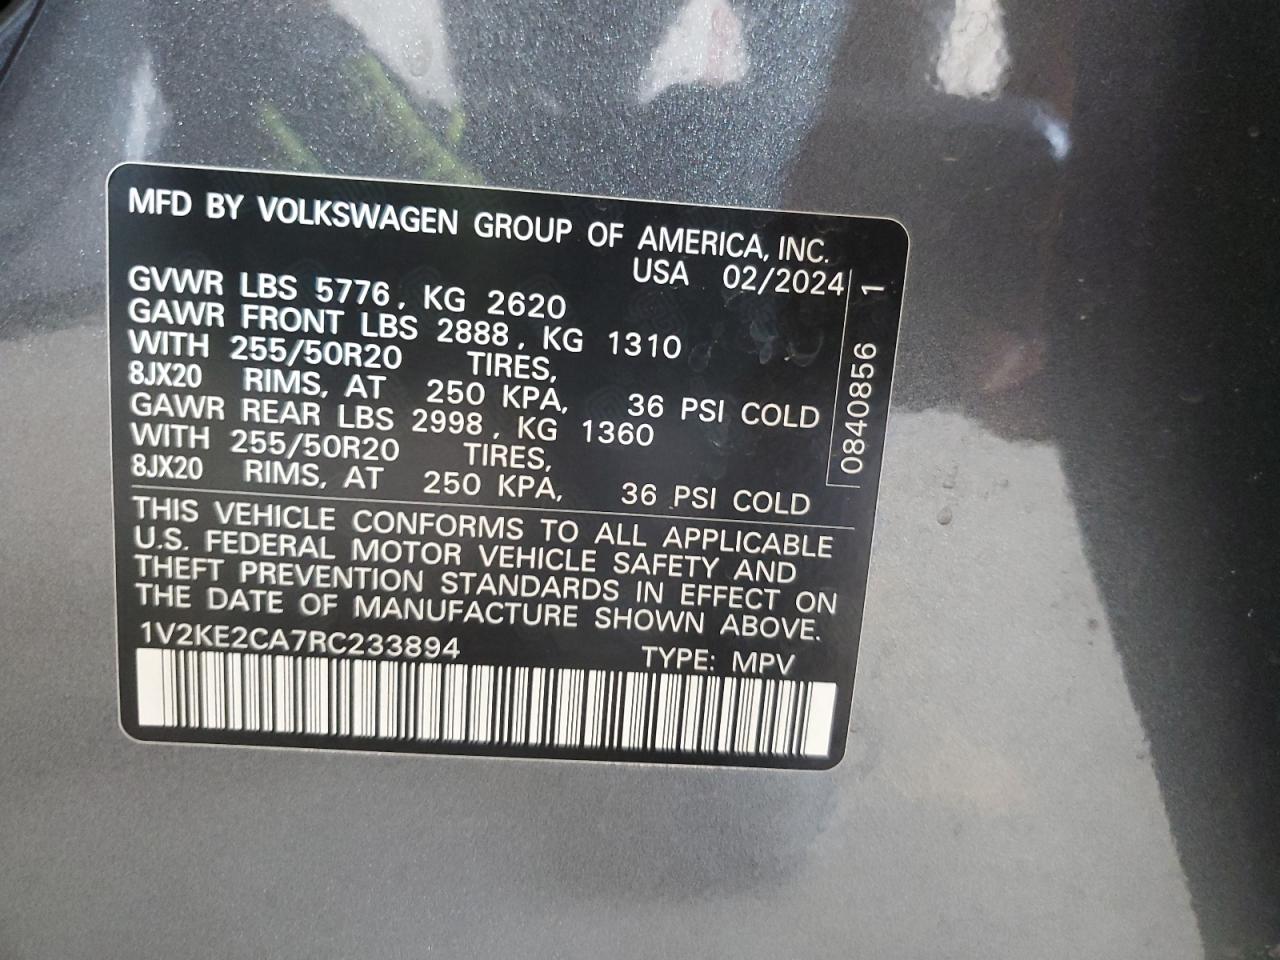 MFD BY VOLKSWAGEN GROUP OF AMERICA, INC.
USA 02/2024
GVWR LBS 5776, KG 2620
GAWR FRONT LBS 2888, KG 1310
WITH 255/50R20 TIRES,
8JX20 RIMS, AT 250 KPA, 36 PSI COLD
GAWR REAR LBS 2998, KG 1360
WITH 255/50R20 TIRES,
8JX20 RIMS, AT 250 KPA, 36 PSI COLD
0840856 1
THIS VEHICLE CONFORMS TO ALL APPLICABLE
U.S. FEDERAL MOTOR VEHICLE SAFETY AND
THEFT PREVENTION STANDARDS IN EFFECT ON
THE DATE OF MANUFACTURE SHOWN ABOVE.
1V2KE2CA7RC233894 TYPE: MPV